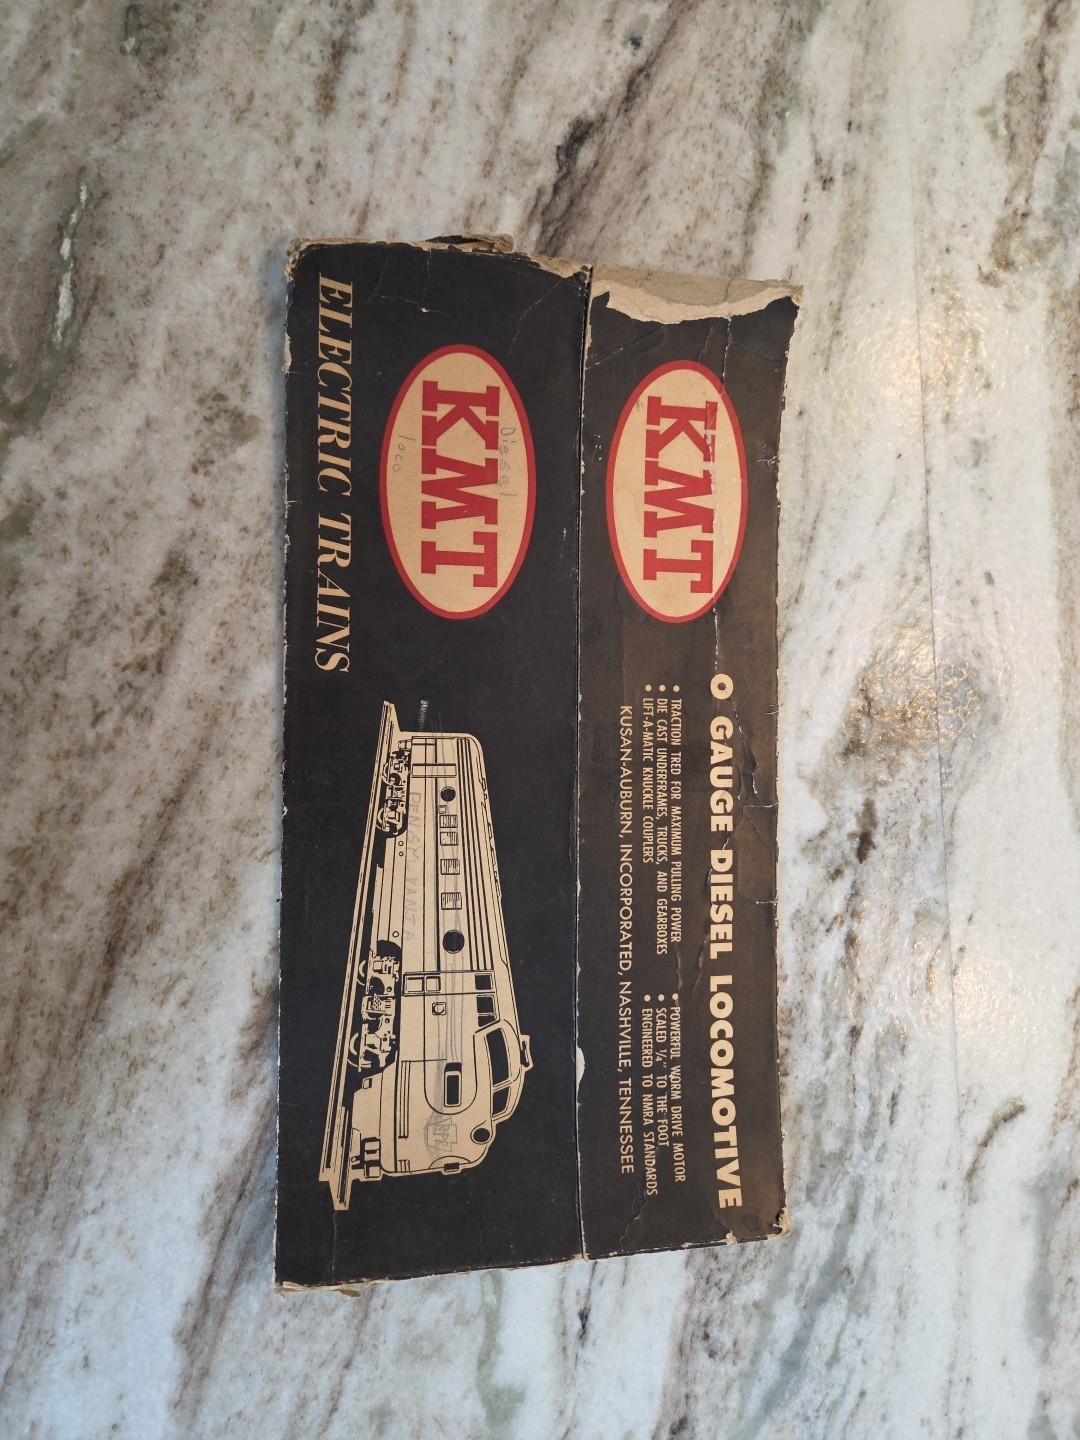 KMT
O GAUGE DIESEL LOCOMOTIVE
• TRACTION TRED FOR MAXIMUM PULLING POWER
• DIE CAST UNDERFRAMES, TRUCKS, AND GEARBOXES
• LIFT-A-MATIC KNUCKLE COUPLERS
• POWERFUL WORM DRIVE MOTOR
• SCALED ¼" TO THE FOOT
• ENGINEERED TO NMRA STANDARDS
KUSAN-AUBURN, INCORPORATED, NASHVILLE, TENNESSEE
Diesel
KMT
loco
ELECTRIC TRAINS
PENNSYLVANIA